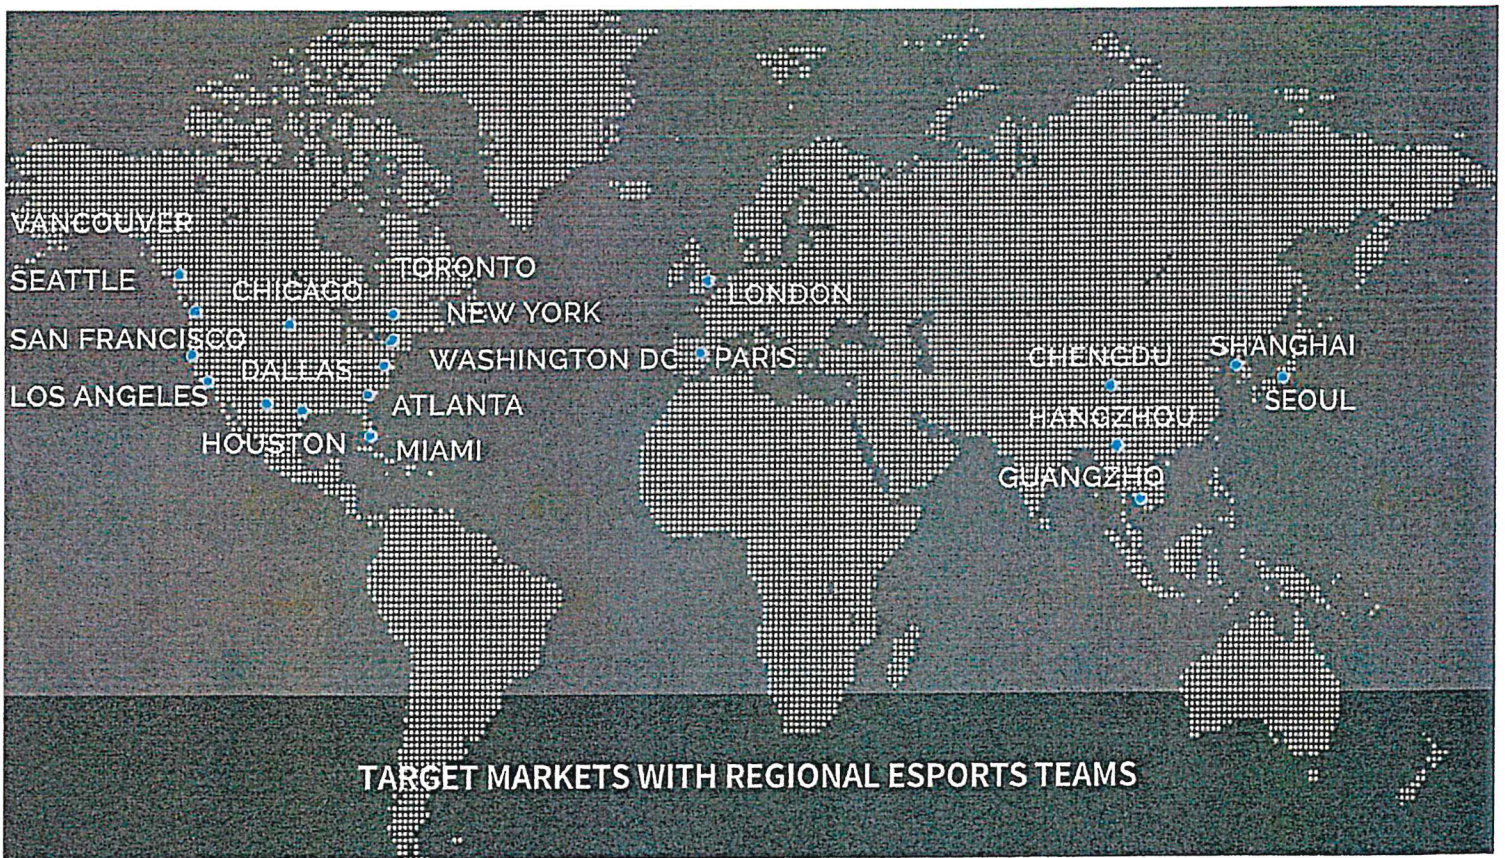 VANCOUVER
SEATTLE
SAN FRANCISCO
LOS ANGELES
CHICAGO
DALLAS
HOUSTON
TORONTO
NEW YORK
WASHINGTON DC
ATLANTA
MIAMI
LONDON
PARIS
CHENGDU
HANGZHOU
GUANGZHO
SHANGHAI
SEOUL
TARGET MARKETS WITH REGIONAL ESPORTS TEAMS